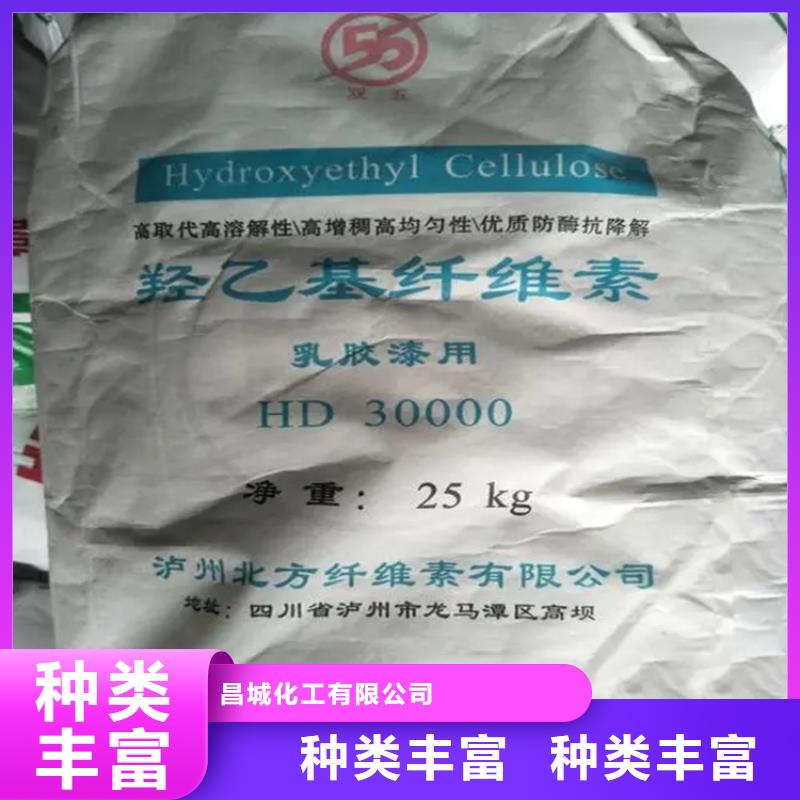 55
双五
Hydroxyethyl Cellulose
高取代高溶解性\高增稠高均匀性\优质防酶抗降解
羟乙基纤维素
乳胶漆用
HD 30000
净重: 25 kg
泸州北方纤维素有限公司
地址: 四川省泸州市龙马潭区高坝
种类
丰富
昌城化工有限公司
种类丰富 种类丰富